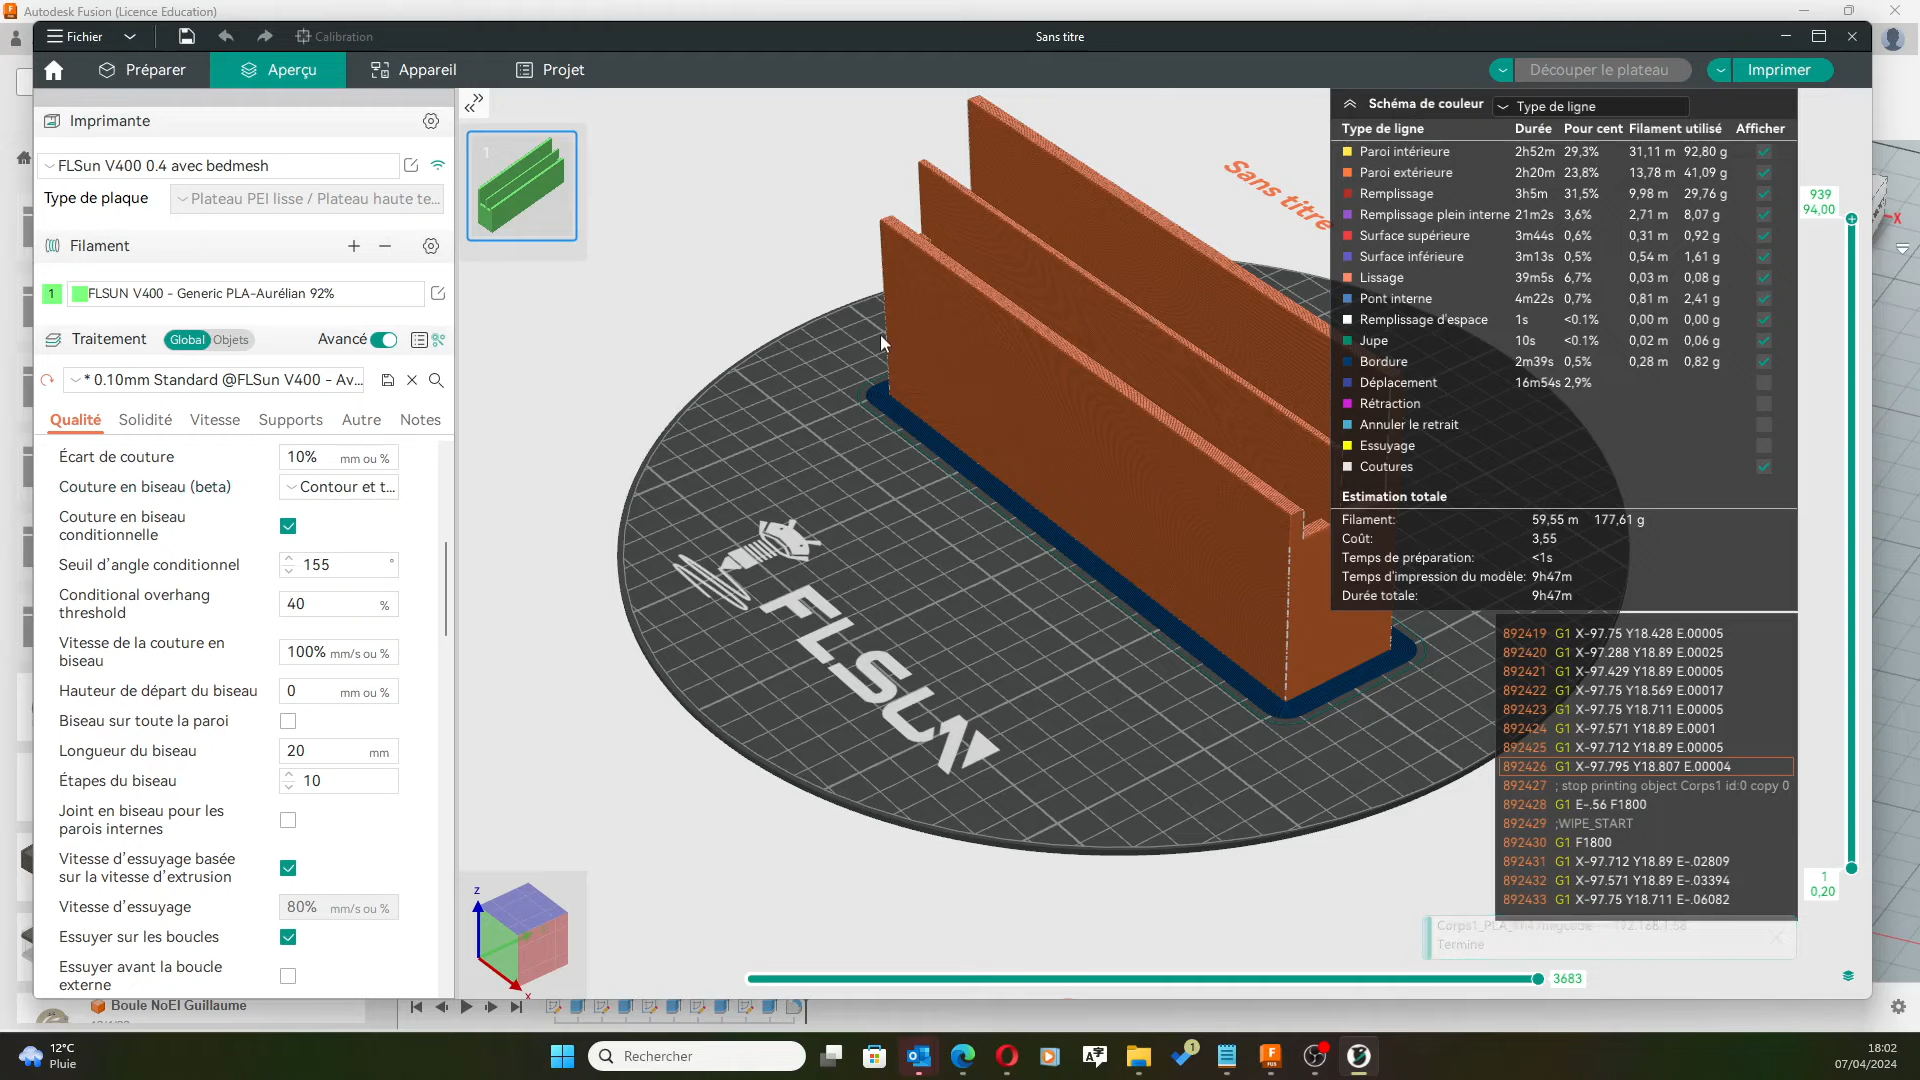 Autodesk Fusion (Licence Education)
Fichier
Calibration
Sans titre
Préparer
Aperçu
Appareil
Projet
Découper le plateau
Imprimer
Imprimante
FLSun V400 0.4 avec bedmesh
Type de plaque
Plateau PEI lisse / Plateau haute te...
Filament
1
FLSUN V400 - Generic PLA-Aurélian 92%
Traitement
Global
Objets
Avancé
* 0.10mm Standard @FLSun V400 - Av...
Qualité
Solidité
Vitesse
Supports
Autre
Notes
Écart de couture
10% mm ou %
Couture en biseau (beta)
Contour et t...
Couture en biseau
conditionnelle
Seuil d'angle conditionnel
155 °
Conditional overhang
threshold
40 %
Vitesse de la couture en
biseau
100% mm/s ou %
Hauteur de départ du biseau
0 mm ou %
Biseau sur toute la paroi
Longueur du biseau
20 mm
Étapes du biseau
10
Joint en biseau pour les
parois internes
Vitesse d'essuyage basée
sur la vitesse d'extrusion
Vitesse d'essuyage
80% mm/s ou %
Essuyer sur les boucles
Essuyer avant la boucle
externe
1
Sans titre
FLSUN
z
x
Schéma de couleur
Type de ligne
Type de ligne Durée Pour cent Filament utilisé Afficher
Paroi intérieure 2h52m 29,3% 31,11 m 92,80 g
Paroi extérieure 2h20m 23,8% 13,78 m 41,09 g
Remplissage 3h5m 31,5% 9,98 m 29,76 g
Remplissage plein interne 21m2s 3,6% 2,71 m 8,07 g
Surface supérieure 3m44s 0,6% 0,31 m 0,92 g
Surface inférieure 3m13s 0,5% 0,54 m 1,61 g
Lissage 39m5s 6,7% 0,03 m 0,08 g
Pont interne 4m22s 0,7% 0,81 m 2,41 g
Remplissage d'espace 1s <0.1% 0,00 m 0,00 g
Jupe 10s <0.1% 0,02 m 0,06 g
Bordure 2m39s 0,5% 0,28 m 0,82 g
Déplacement 16m54s 2,9%
Rétraction
Annuler le retrait
Essuyage
Coutures
Estimation totale
Filament: 59,55 m 177,61 g
Coût: 3,55
Temps de préparation: <1s
Temps d'impression du modèle: 9h47m
Durée totale: 9h47m
939
94,00
X
892419 G1 X-97.75 Y18.428 E.00005
892420 G1 X-97.288 Y18.89 E.00025
892421 G1 X-97.429 Y18.89 E.00005
892422 G1 X-97.75 Y18.569 E.00017
892423 G1 X-97.75 Y18.711 E.00005
892424 G1 X-97.571 Y18.89 E.0001
892425 G1 X-97.712 Y18.89 E.00005
892426 G1 X-97.795 Y18.807 E.00004
892427 ; stop printing object Corps1 id:0 copy 0
892428 G1 E-.56 F1800
892429 ;WIPE_START
892430 G1 F1800
892431 G1 X-97.712 Y18.89 E-.02809
892432 G1 X-97.571 Y18.89 E-.03394
892433 G1 X-97.75 Y18.711 E-.06082
1
0,20
Termine
3683
Boule NoEl Guillaume
12°C
Pluie
Rechercher
1
18:02
07/04/2024